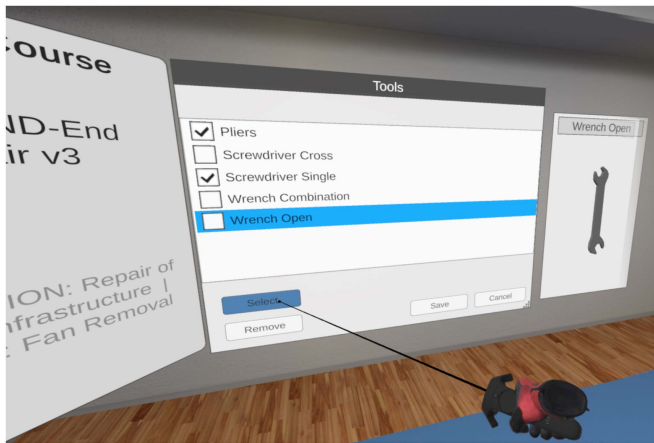 ourse
ND-End
ir v3
ION: Repair of
nfrastructure |
: Fan Removal
Tools
Pliers
Screwdriver Cross
Screwdriver Single
Wrench Combination
Wrench Open
Select
Remove
Save
Cancel
Wrench Open